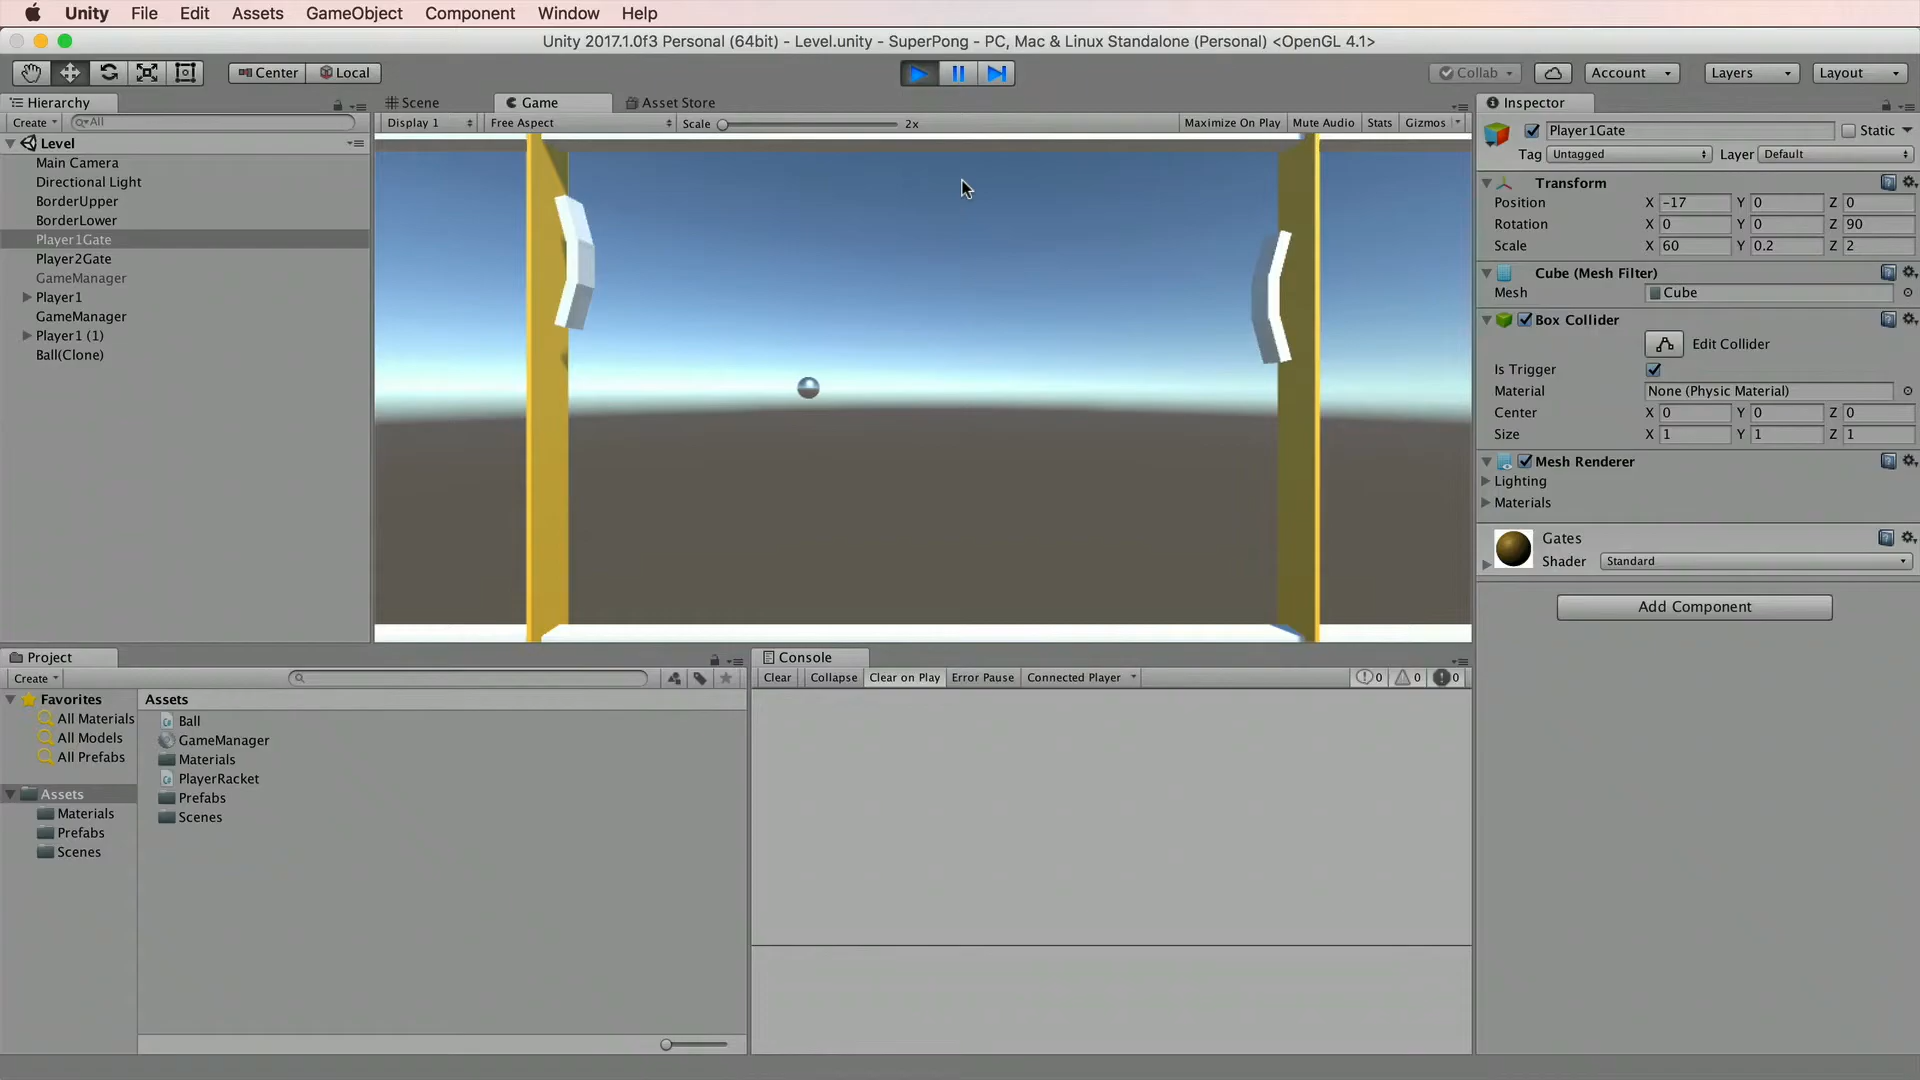 Unity File Edit Assets GameObject Component Window Help
Unity 2017.1.0f3 Personal (64bit) - Level.unity - SuperPong - PC, Mac & Linux Standalone (Personal) <OpenGL 4.1>
Center Local Collab Account Layers Layout
Hierarchy
Create All
Level
Main Camera
Directional Light
BorderUpper
BorderLower
Player1Gate
Player2Gate
GameManager
Player1
GameManager
Player1 (1)
Ball(Clone)
Scene Game Asset Store
Display 1 Free Aspect Scale 2x Maximize On Play Mute Audio Stats Gizmos
Inspector
Player1Gate Static
Tag Untagged Layer Default
Transform
Position X -17 Y 0 Z 0
Rotation X 0 Y 0 Z 90
Scale X 60 Y 0.2 Z 2
Cube (Mesh Filter)
Mesh Cube
Box Collider
Edit Collider
Is Trigger
Material None (Physic Material)
Center X 0 Y 0 Z 0
Size X 1 Y 1 Z 1
Mesh Renderer
Lighting
Materials
Gates
Shader Standard
Add Component
Project
Create
Favorites
All Materials
All Models
All Prefabs
Assets
Materials
Prefabs
Scenes
Assets
Ball
GameManager
Materials
PlayerRacket
Prefabs
Scenes
Console
Clear Collapse Clear on Play Error Pause Connected Player 0 0 0